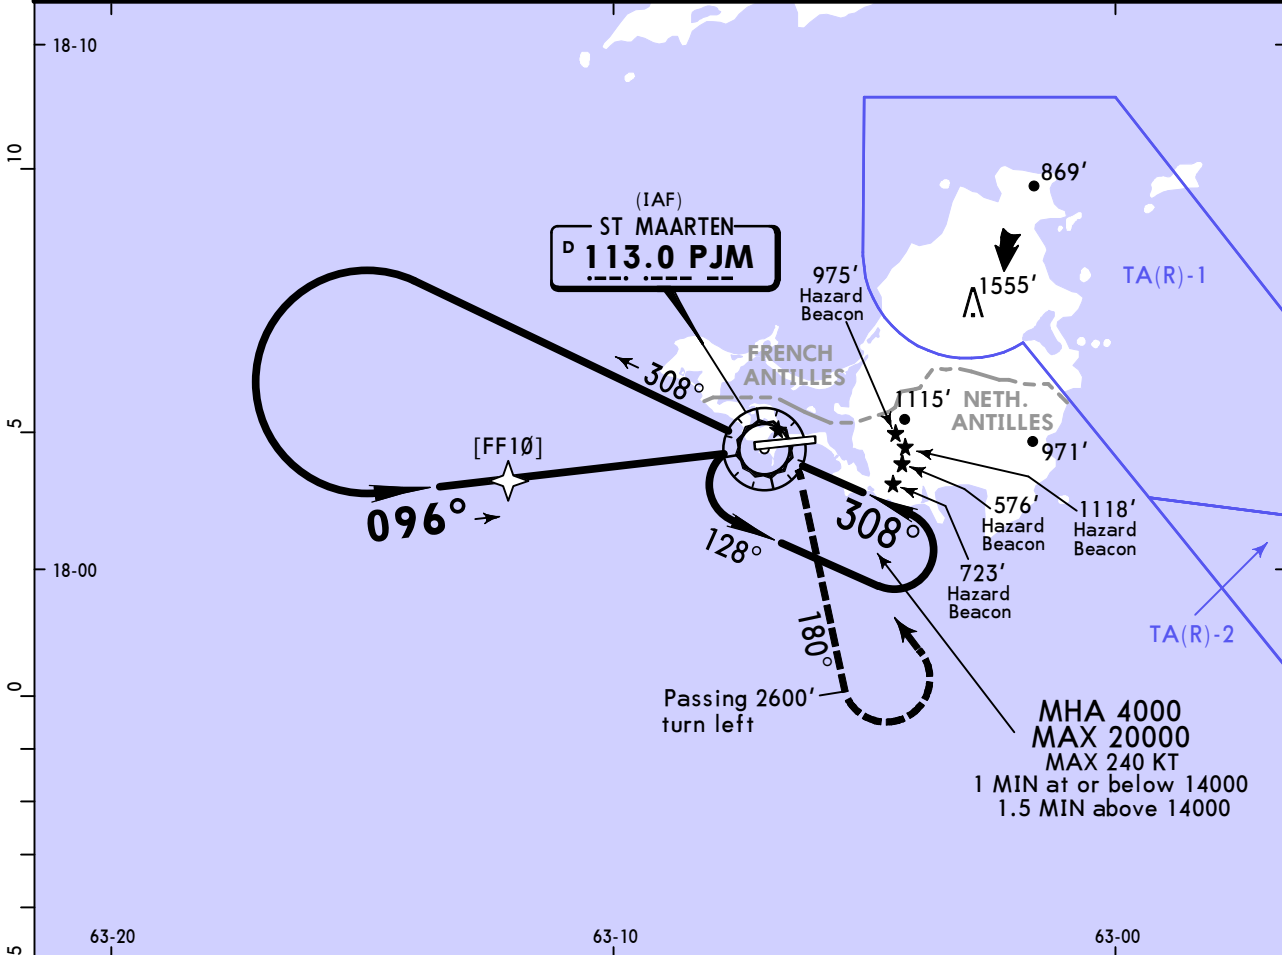 18-10
10
869’
(IAF)
ST MAARTEN
D 113.0 PJM
TA(R)-1
975’
Hazard
Beacon
1555’
FRENCH
ANTILLES
308°
1115’
NETH.
ANTILLES
5
[FF1Ø]
971’
096°
308°
128°
576’
Hazard
Beacon
1118’
Hazard
Beacon
18-00
723’
Hazard
Beacon
180°
TA(R)-2
0
Passing 2600’
turn left
MHA 4000
MAX 20000
MAX 240 KT
1 MIN at or below 14000
1.5 MIN above 14000
5
63-20
63-10
63-00